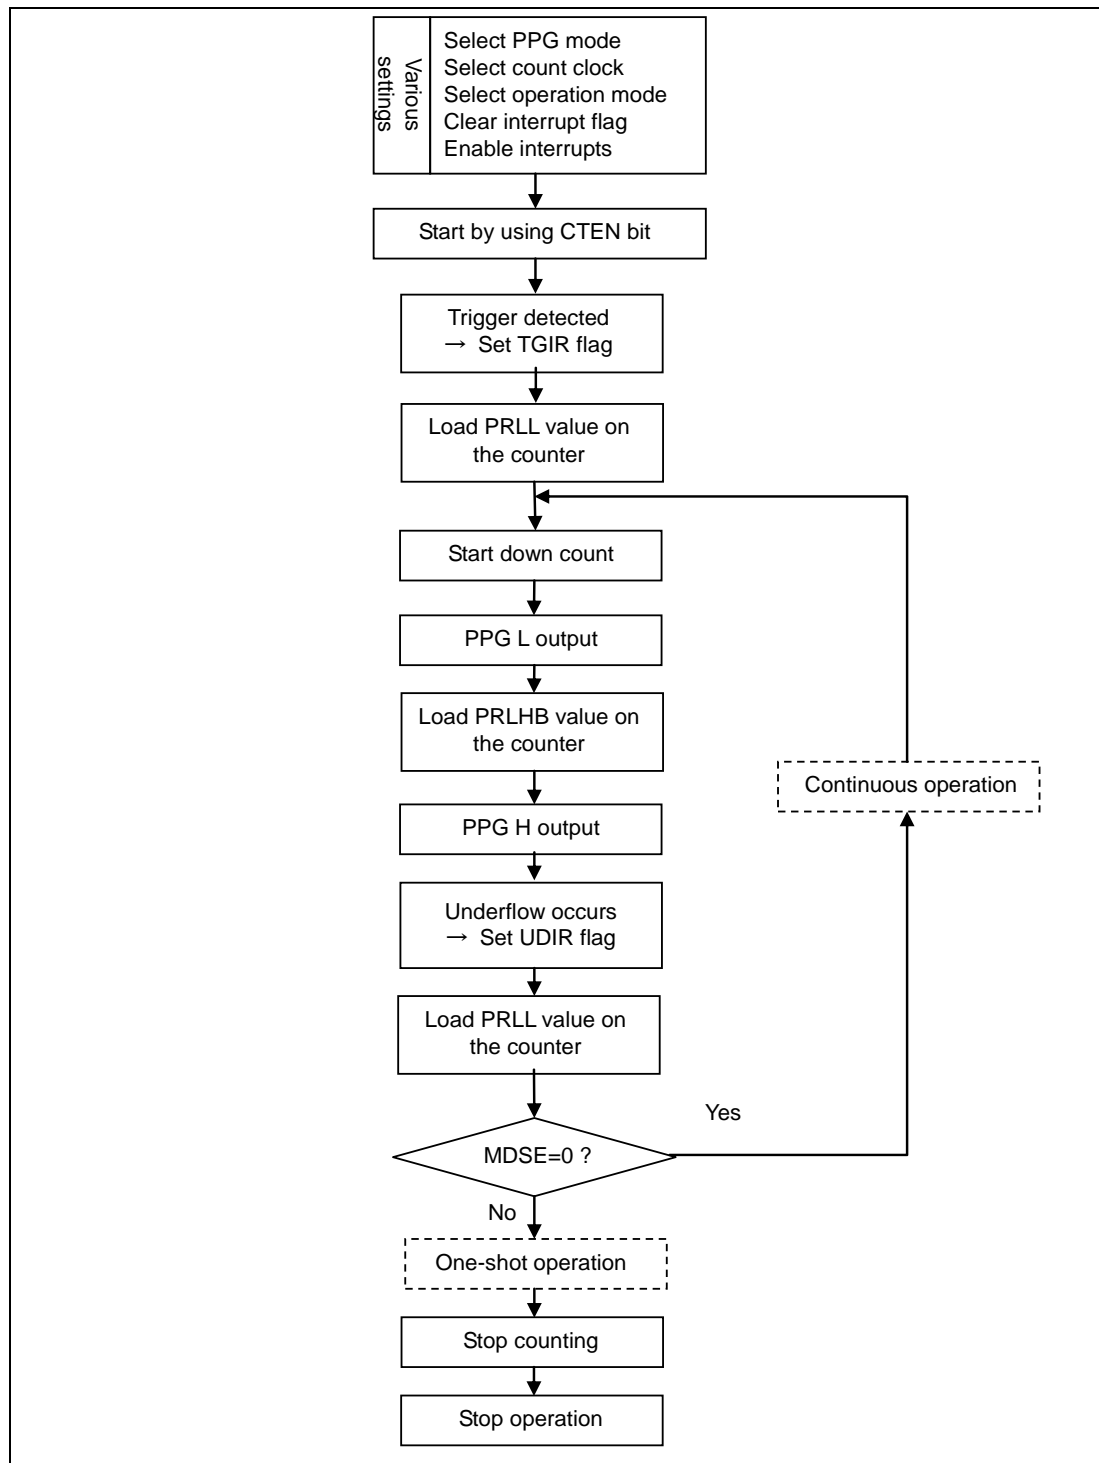 Various
settings
Select PPG mode
Select count clock
Select operation mode
Clear interrupt flag
Enable interrupts
Start by using CTEN bit
Trigger detected
→ Set TGIR flag
Load PRLL value on
the counter
Start down count
PPG L output
Load PRLHB value on
the counter
Continuous operation
PPG H output
Underflow occurs
→ Set UDIR flag
Load PRLL value on
the counter
Yes
MDSE=0 ?
No
One-shot operation
Stop counting
Stop operation